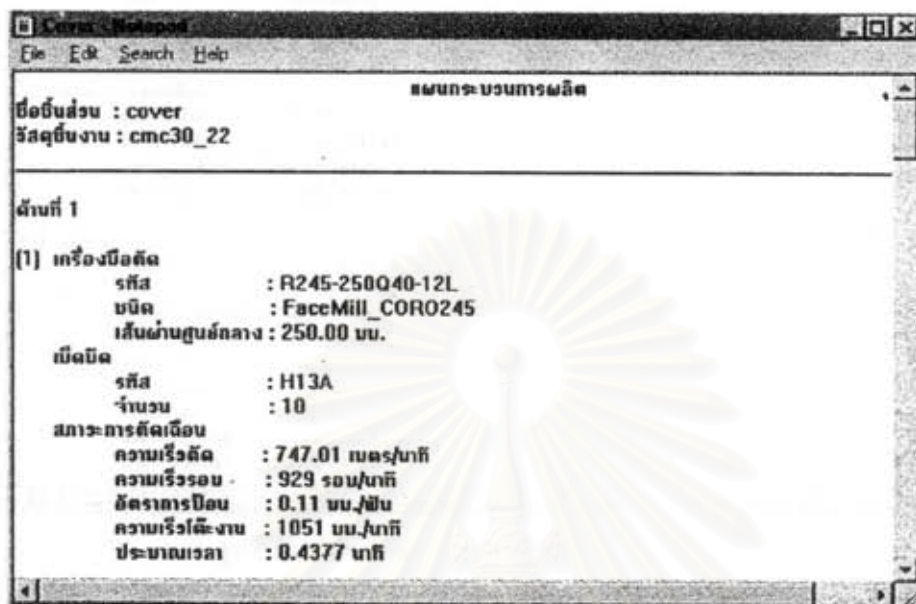 Cover - Notepad
File Edit Search Help
แผนกระบวนการผลิต
ชื่อชิ้นส่วน : cover
วัสดุชิ้นงาน : cmc30_22
ด้านที่ 1
(1) เครื่องมือตัด
รหัส : R245-250Q40-12L
ชนิด : FaceMill_CORO245
เส้นผ่านศูนย์กลาง : 250.00 มม.
เม็ดมีด
รหัส : H13A
จำนวน : 10
สภาวะการตัดเฉือน
ความเร็วตัด : 747.01 เมตร/นาที
ความเร็วรอบ : 929 รอบ/นาที
อัตราการป้อน : 0.11 มม./ฟัน
ความเร็วโต๊ะงาน : 1051 มม./นาที
ประมาณเวลา : 0.4377 นาที